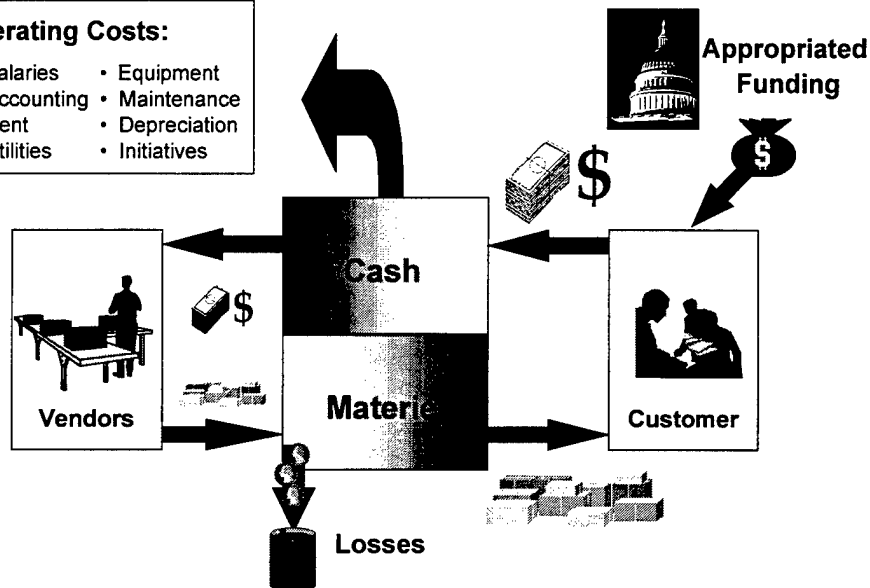 erating Costs:
alaries • Equipment
ccounting • Maintenance
ent • Depreciation
tilities • Initiatives
Appropriated
Funding
$
$
Cash
$
Vendors
Materie
Customer
Losses